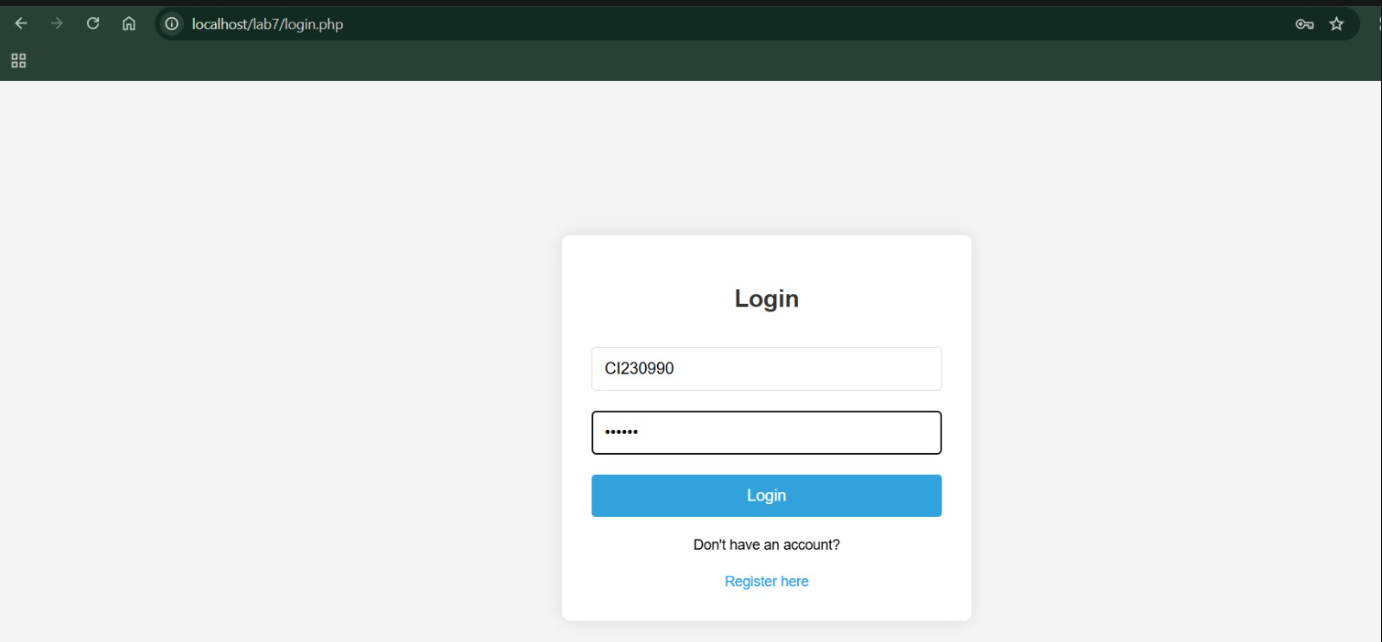 localhost/lab7/login.php
Login
CI230990
••••••
Login
Don't have an account?
Register here